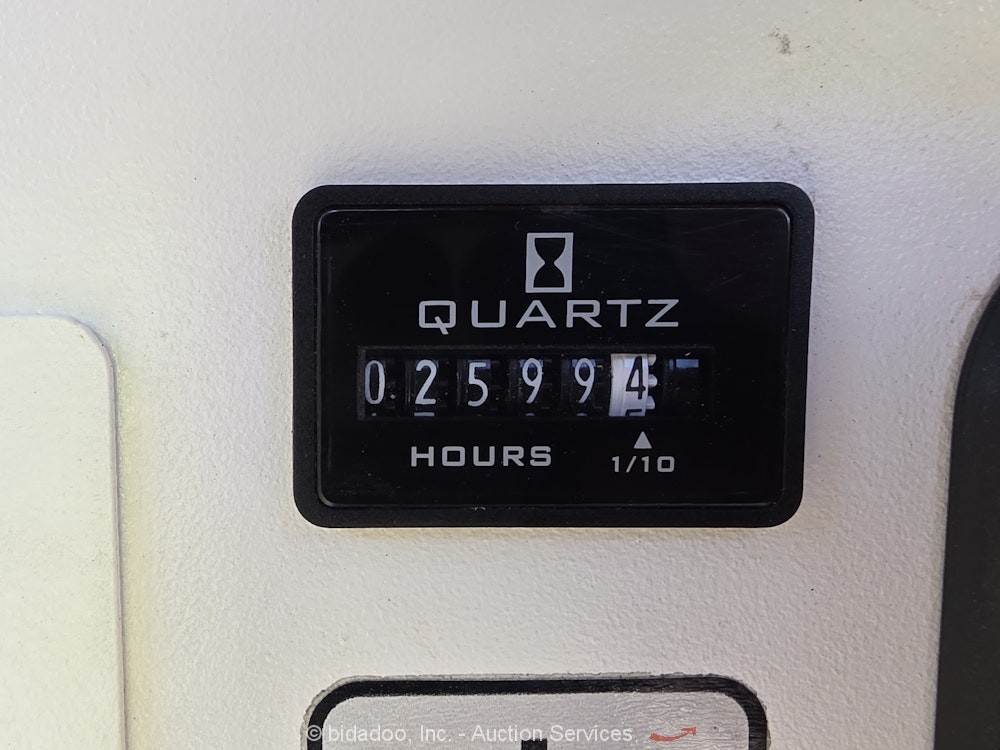 QUARTZ
025994
HOURS
1/10
©bidadoo, Inc. - Auction Services.